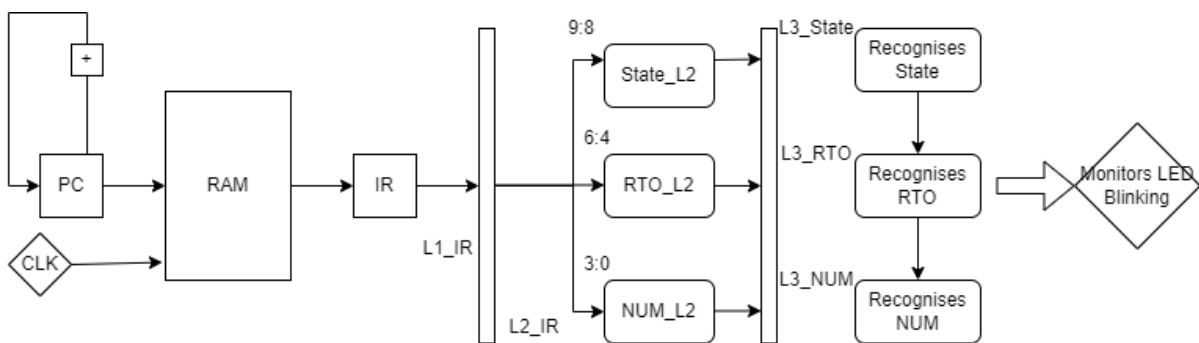 +
PC
CLK
RAM
IR
L1_IR
L2_IR
9:8
State_L2
6:4
RTO_L2
3:0
NUM_L2
L3_State
L3_RTO
L3_NUM
Recognises
State
Recognises
RTO
Recognises
NUM
Monitors LED
Blinking